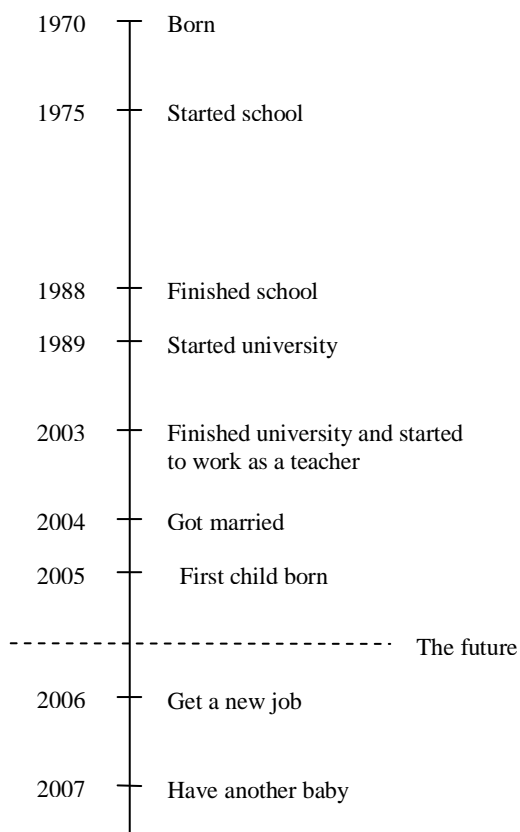 1970 Born
1975 Started school
1988 Finished school
1989 Started university
2003 Finished university and started
to work as a teacher
2004 Got married
2005 First child born
The future
2006 Get a new job
2007 Have another baby